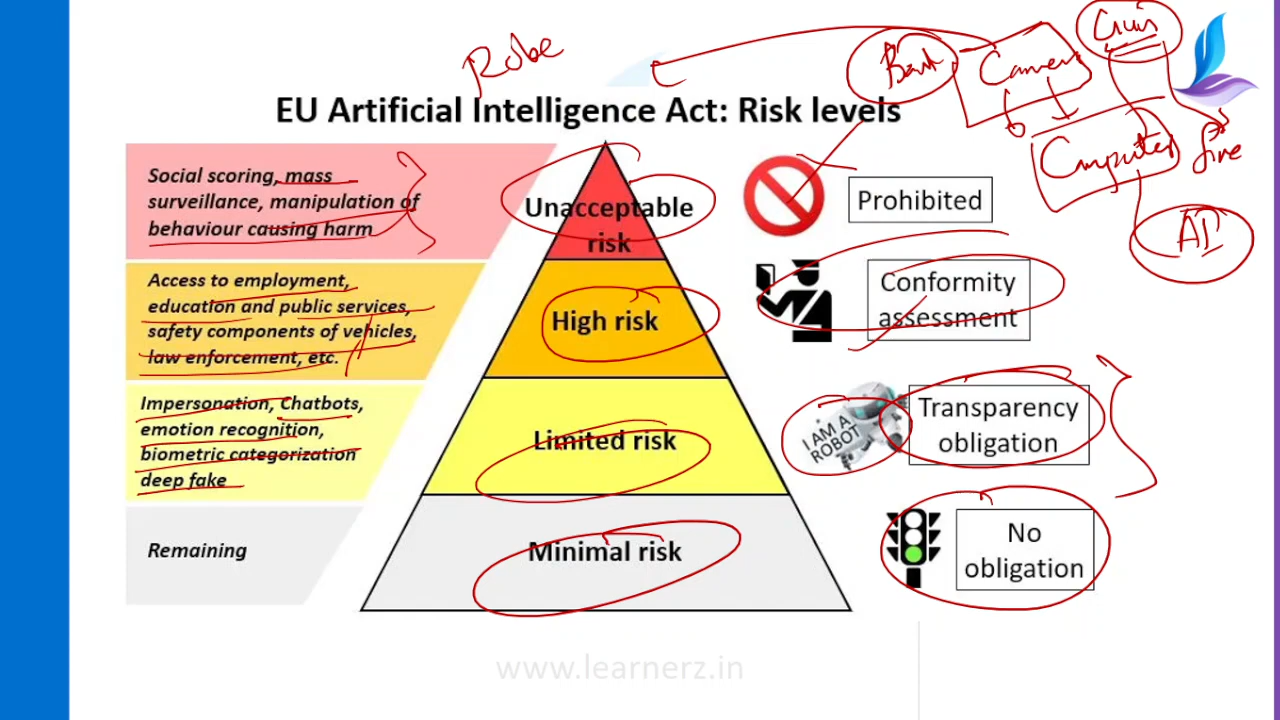 Robe
Camera
Computer
fire
AI
EU Artificial Intelligence Act: Risk levels
Social scoring, mass
surveillance, manipulation of
behaviour causing harm
Unacceptable
risk
Prohibited
Access to employment,
education and public services,
safety components of vehicles,
law enforcement, etc.
High risk
Conformity
assessment
Impersonation, Chatbots,
emotion recognition,
biometric categorization
deep fake
Limited risk
I AM A
ROBOT
Transparency
obligation
Remaining
Minimal risk
No
obligation
www.learnerz.in